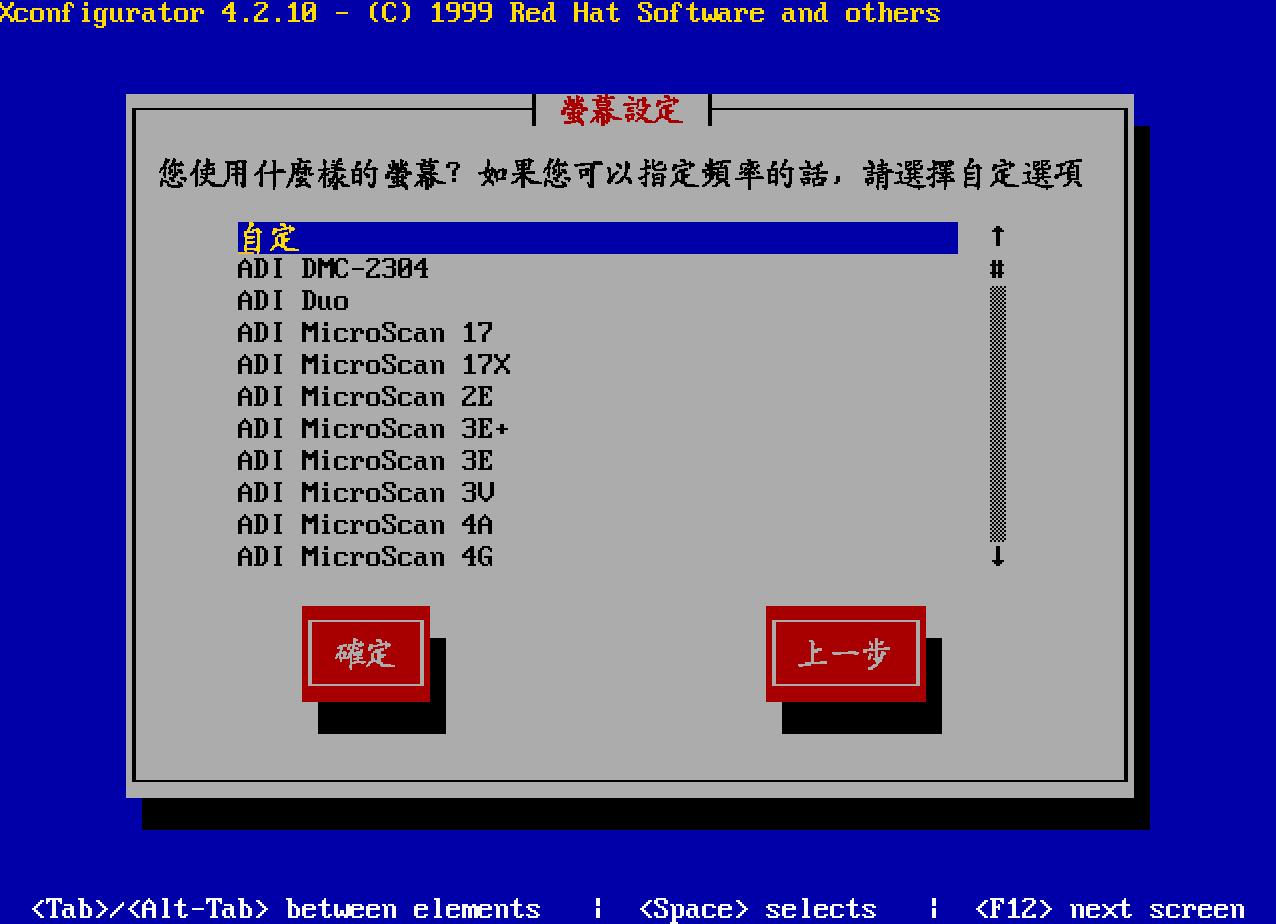 Xconfigurator 4.2.10 - (C) 1999 Red Hat Software and others
螢幕設定
您使用什麼樣的螢幕? 如果您可以指定頻率的話, 請選擇自定選項
自定 ↑
ADI DMC-2304 #
ADI Duo
ADI MicroScan 17
ADI MicroScan 17X
ADI MicroScan 2E
ADI MicroScan 3E+
ADI MicroScan 3E
ADI MicroScan 3V
ADI MicroScan 4A
ADI MicroScan 4G ↓
確定 上一步
<Tab>/<Alt-Tab> between elements | <Space> selects | <F12> next screen